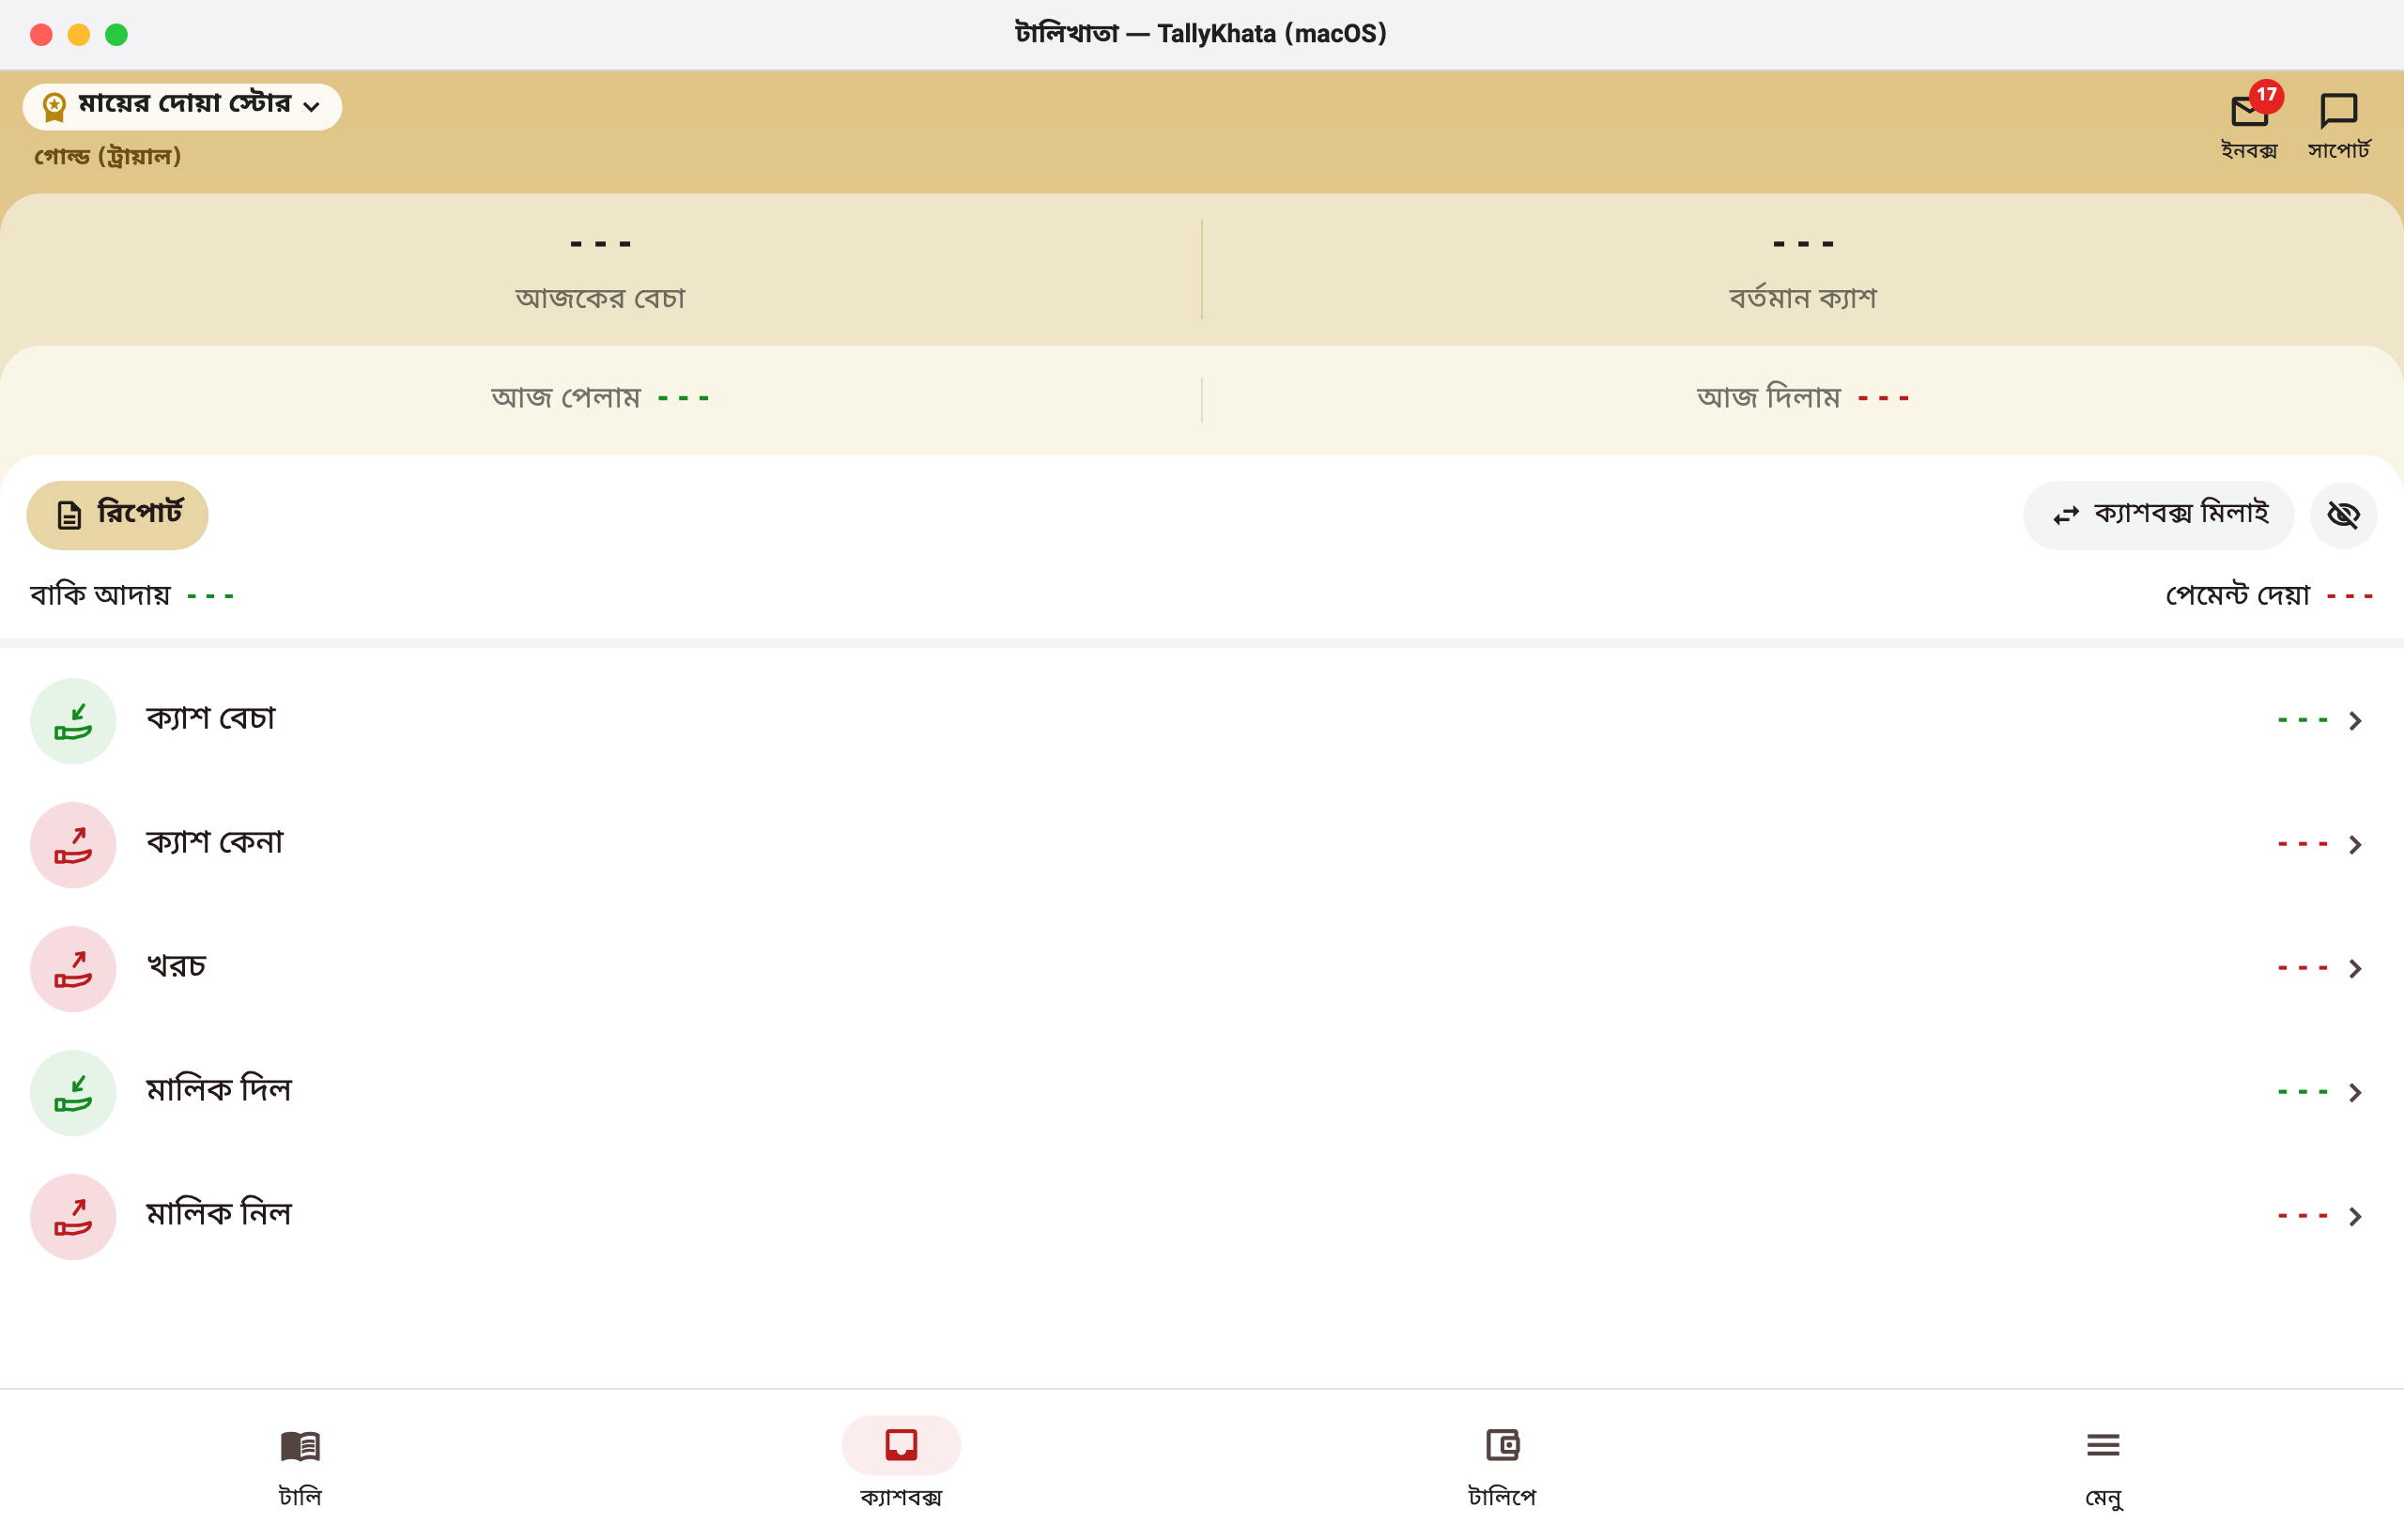 টালিখাতা — TallyKhata (macOS)
মায়ের দোয়া স্টোর
গোল্ড (ট্রায়াল)
17
ইনবক্স
সাপোর্ট
- - -
আজকের বেচা
- - -
বর্তমান ক্যাশ
আজ পেলাম - - -
আজ দিলাম - - -
রিপোর্ট
ক্যাশবক্স মিলাই
বাকি আদায় - - -
পেমেন্ট দেয়া - - -
ক্যাশ বেচা - - -
ক্যাশ কেনা - - -
খরচ - - -
মালিক দিল - - -
মালিক নিল - - -
টালি
ক্যাশবক্স
টালিপে
মেনু